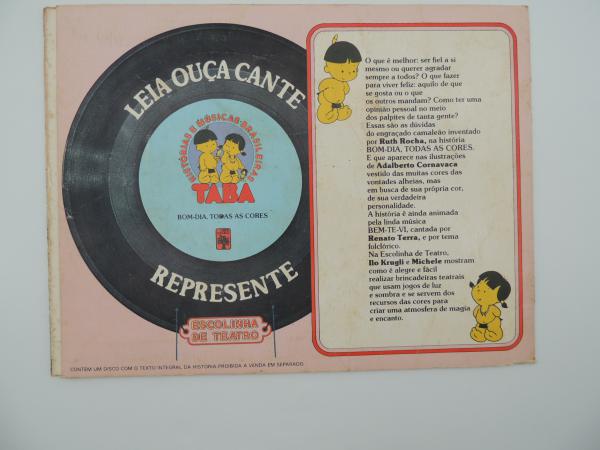 LEIA OUÇA CANTE
HISTÓRIAS E MÚSICAS BRASILEIRAS
TABA
BOM-DIA, TODAS AS CORES
REPRESENTE
ESCOLINHA
DE TEATRO
CONTÉM UM DISCO COM O TEXTO INTEGRAL DA HISTÓRIA-PROIBIDA A VENDA EM SEPARADO
O que é melhor: ser fiel a si
mesmo ou querer agradar
sempre a todos? O que fazer
para viver feliz: aquilo de que
se gosta ou o que
os outros mandam? Como ter uma
opinião pessoal no meio
dos palpites de tanta gente?
Essas são as dúvidas
do engraçado camaleão inventado
por Ruth Rocha, na história
BOM-DIA, TODAS AS CORES.
E que aparece nas ilustrações
de Adalberto Cornavaca
vestido das muitas cores das
vontades alheias, mas
em busca de sua própria cor,
de sua verdadeira
personalidade.
A história é ainda animada
pela linda música
BEM-TE-VI, cantada por
Renato Terra, e por tema
folclórico.
Na Escolinha de Teatro,
Ilo Krugli e Michele mostram
como é alegre e fácil
realizar brincadeiras teatrais
que usam jogos de luz
e sombra e se servem dos
recursos das cores para
criar uma atmosfera de magia
e encanto.